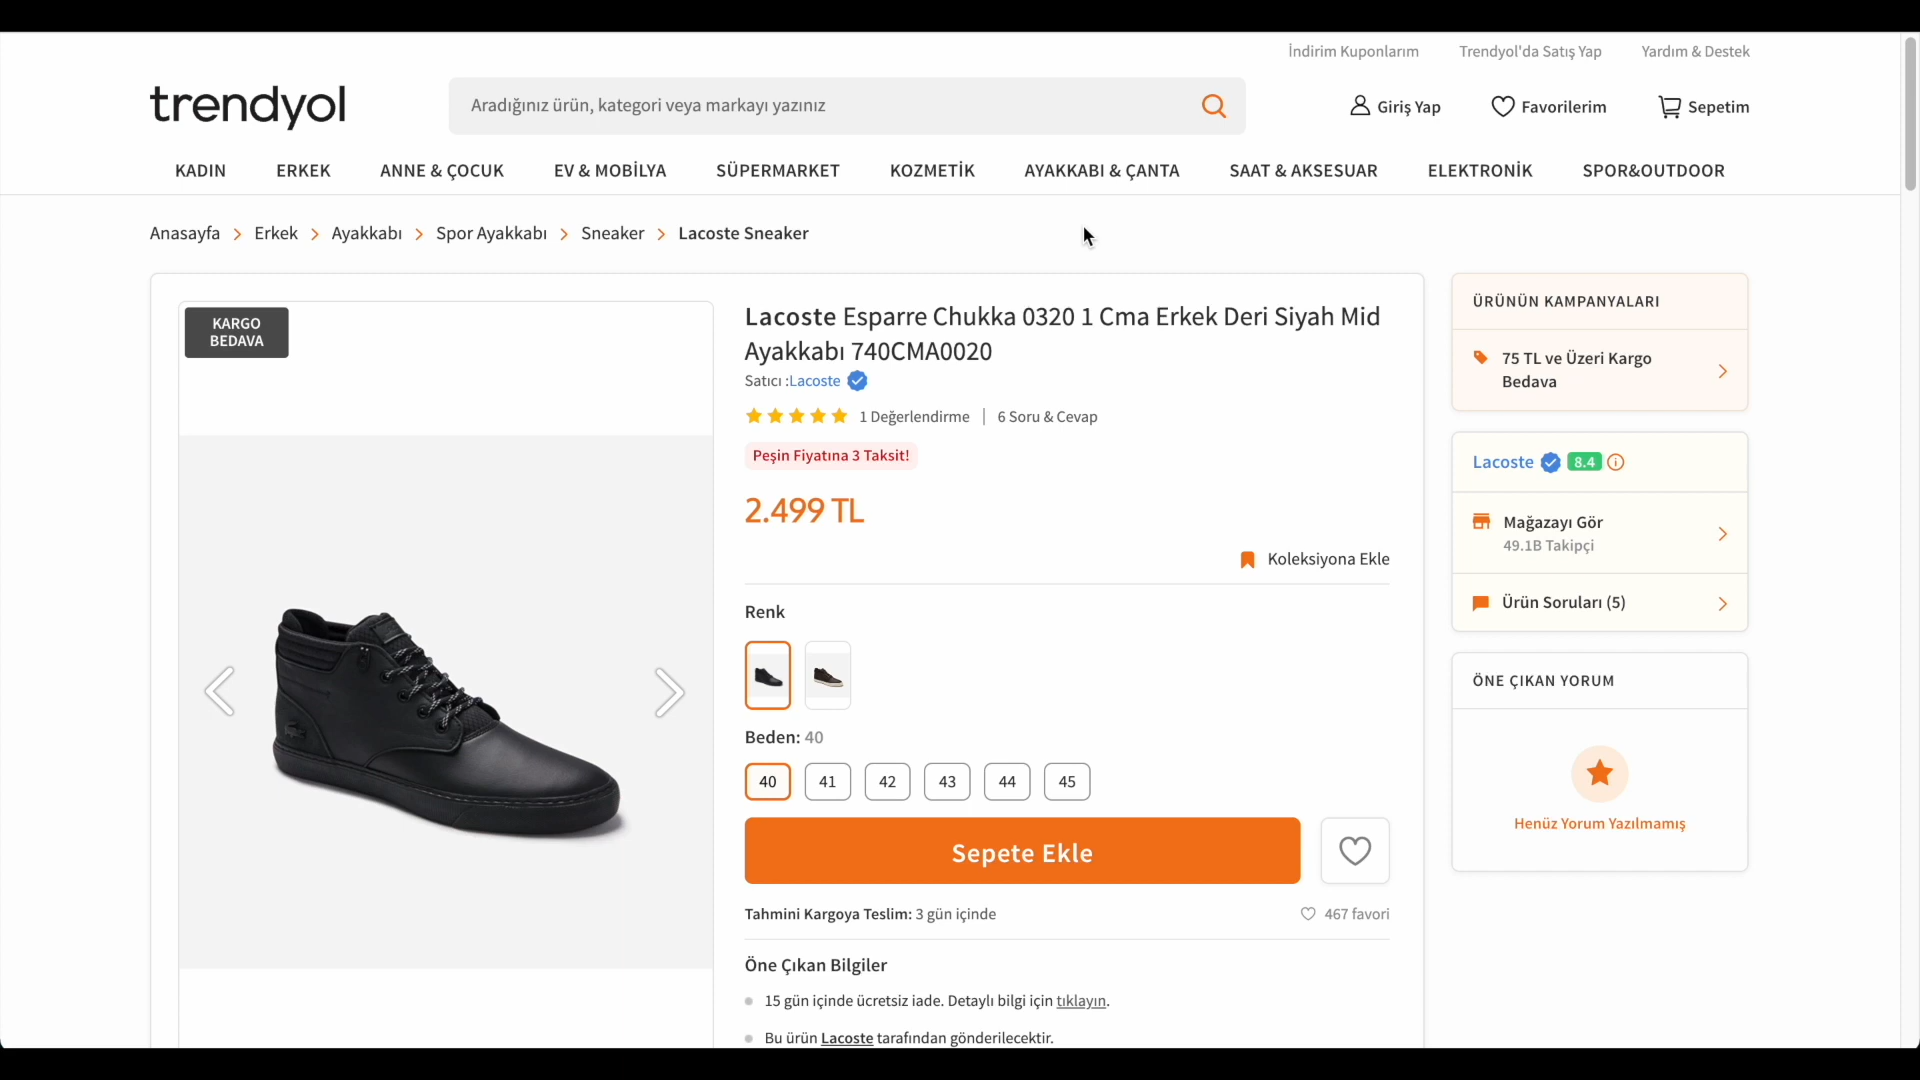 İndirim Kuponlarım Trendyol'da Satış Yap Yardım & Destek
trendyol
Aradığınız ürün, kategori veya markayı yazınız
Giriş Yap Favorilerim Sepetim
KADIN ERKEK ANNE & ÇOCUK EV & MOBİLYA SÜPERMARKET KOZMETİK AYAKKABI & ÇANTA SAAT & AKSESUAR ELEKTRONİK SPOR&OUTDOOR
Anasayfa > Erkek > Ayakkabı > Spor Ayakkabı > Sneaker > Lacoste Sneaker
KARGO
BEDAVA
Lacoste Esparre Chukka 0320 1 Cma Erkek Deri Siyah Mid
Ayakkabı 740CMA0020
Satıcı :Lacoste
1 Değerlendirme | 6 Soru & Cevap
Peşin Fiyatına 3 Taksit!
2.499 TL
Koleksiyona Ekle
Renk
Beden: 40
40 41 42 43 44 45
Sepete Ekle
Tahmini Kargoya Teslim: 3 gün içinde
467 favori
Öne Çıkan Bilgiler
15 gün içinde ücretsiz iade. Detaylı bilgi için tıklayın.
Bu ürün Lacoste tarafından gönderilecektir.
ÜRÜNÜN KAMPANYALARI
75 TL ve Üzeri Kargo
Bedava
Lacoste 8.4
Mağazayı Gör
49.1B Takipçi
Ürün Soruları (5)
ÖNE ÇIKAN YORUM
Henüz Yorum Yazılmamış